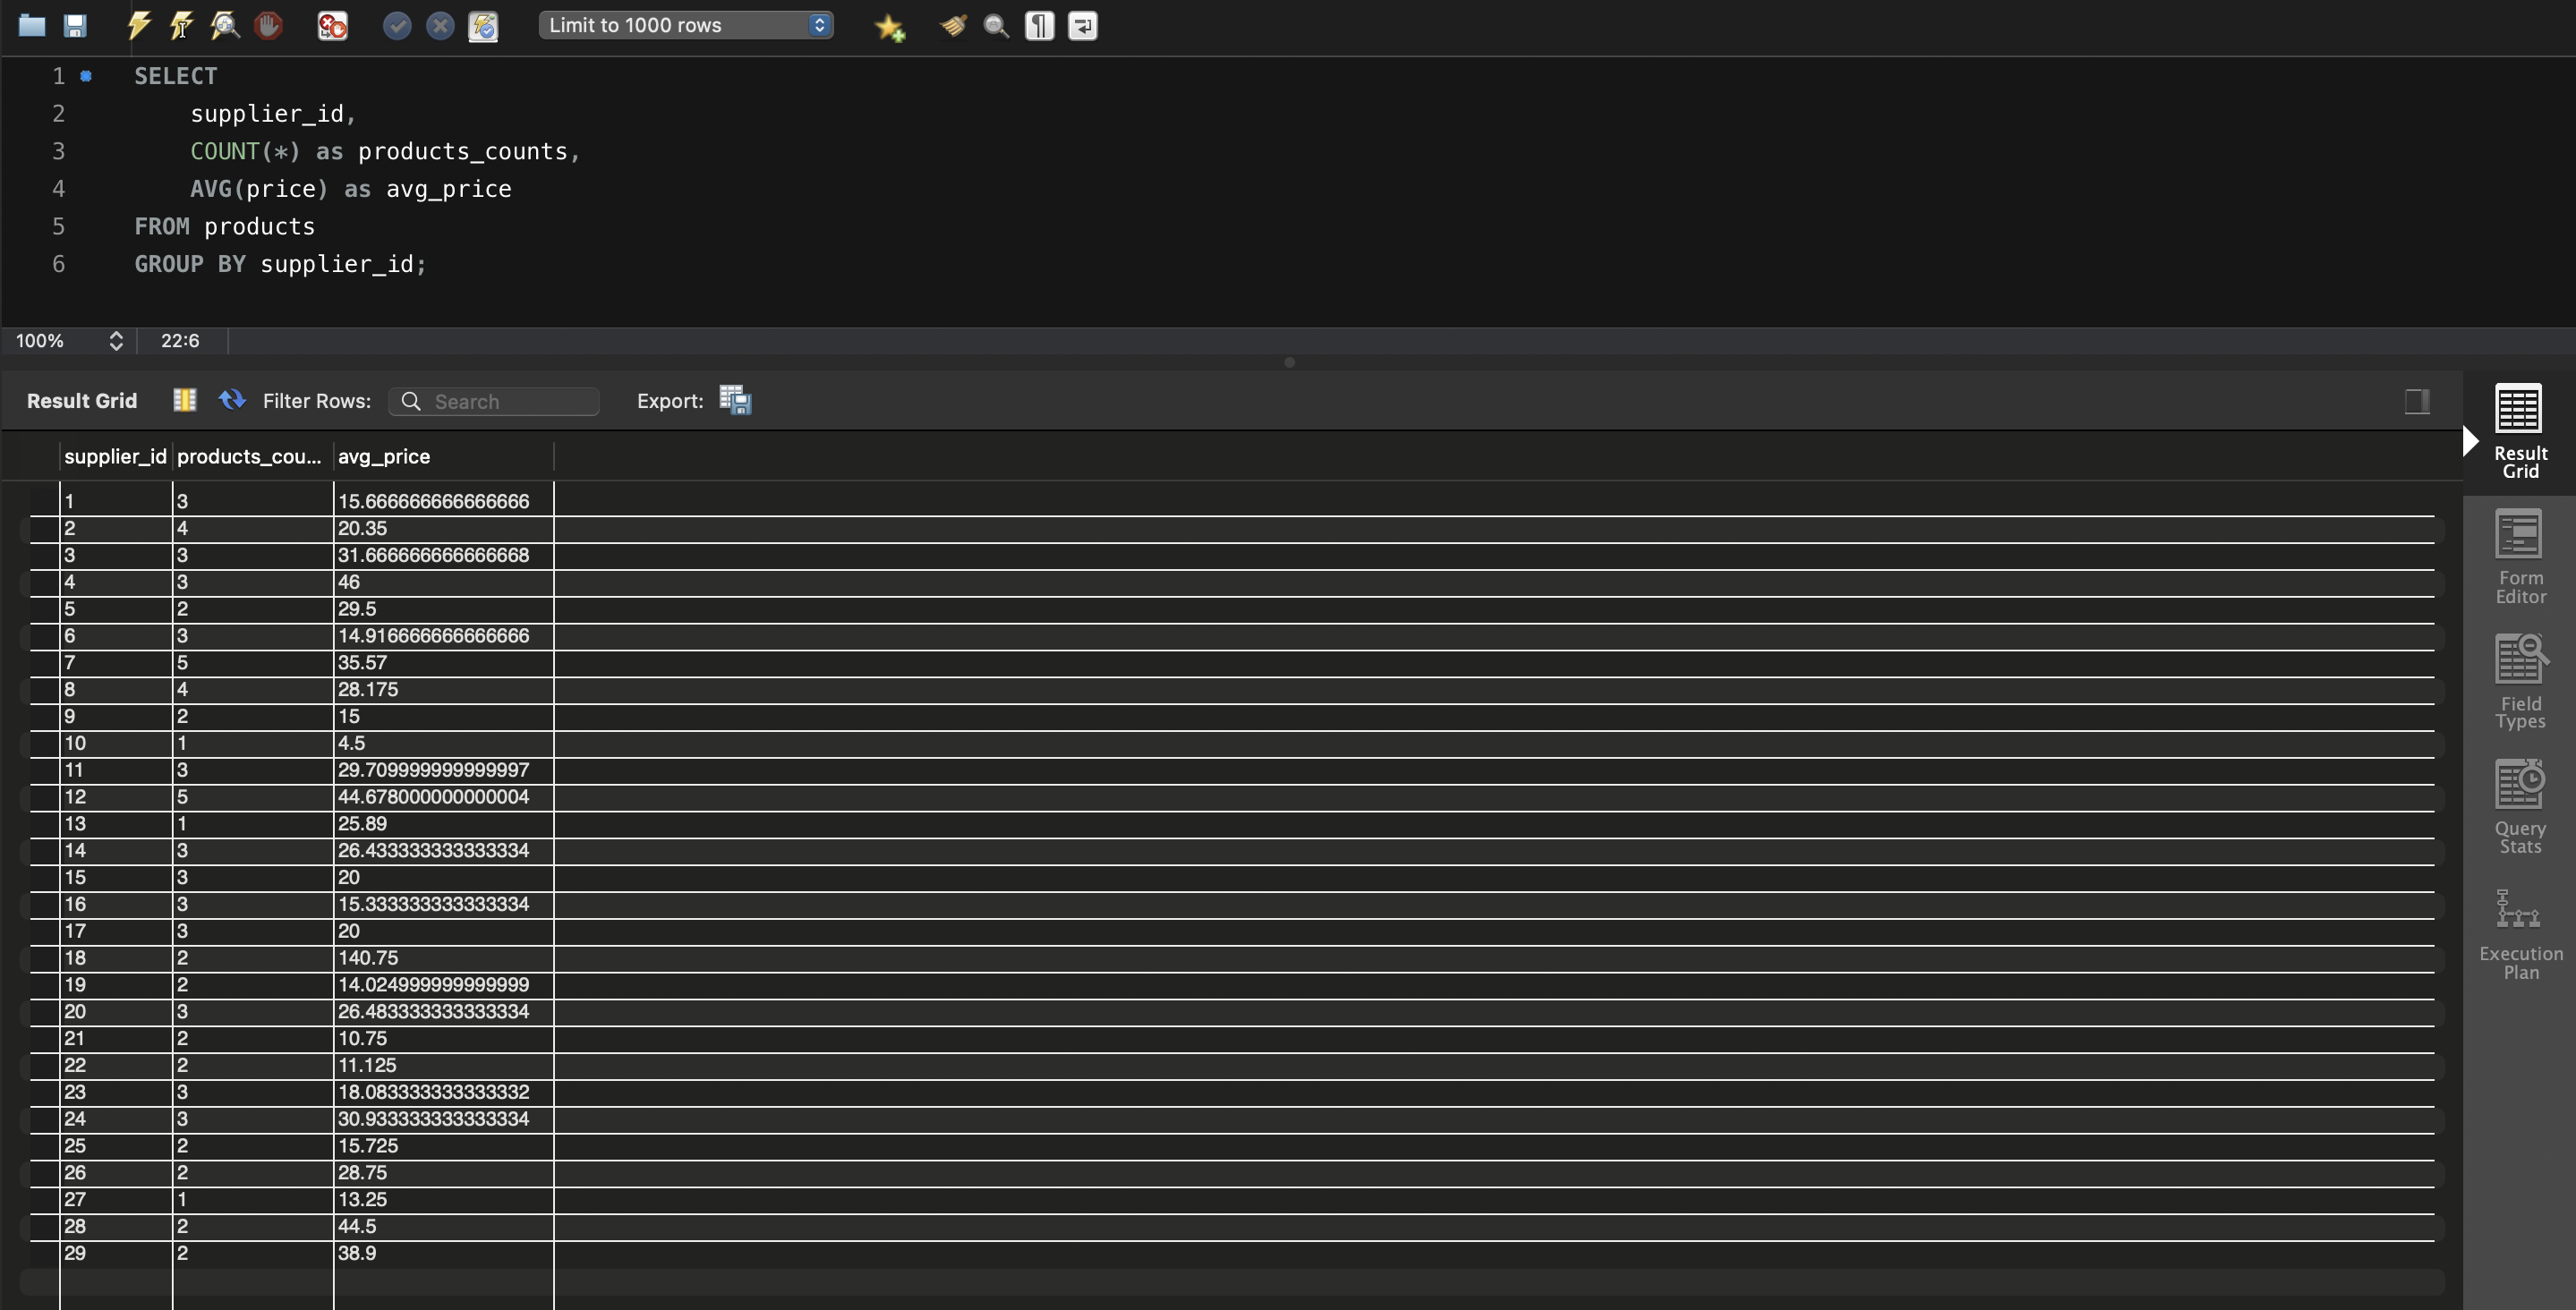 Limit to 1000 rows
1 SELECT
2 supplier_id,
3 COUNT(*) as products_counts,
4 AVG(price) as avg_price
5 FROM products
6 GROUP BY supplier_id;
100% 22:6
Result Grid Filter Rows: Search Export:
supplier_id products_cou... avg_price
1 3 15.666666666666666
2 4 20.35
3 3 31.666666666666668
4 3 46
5 2 29.5
6 3 14.916666666666666
7 5 35.57
8 4 28.175
9 2 15
10 1 4.5
11 3 29.709999999999997
12 5 44.678000000000004
13 1 25.89
14 3 26.433333333333334
15 3 20
16 3 15.333333333333334
17 3 20
18 2 140.75
19 2 14.024999999999999
20 3 26.483333333333334
21 2 10.75
22 2 11.125
23 3 18.083333333333332
24 3 30.933333333333334
25 2 15.725
26 2 28.75
27 1 13.25
28 2 44.5
29 2 38.9
Result
Grid
Form
Editor
Field
Types
Query
Stats
Execution
Plan